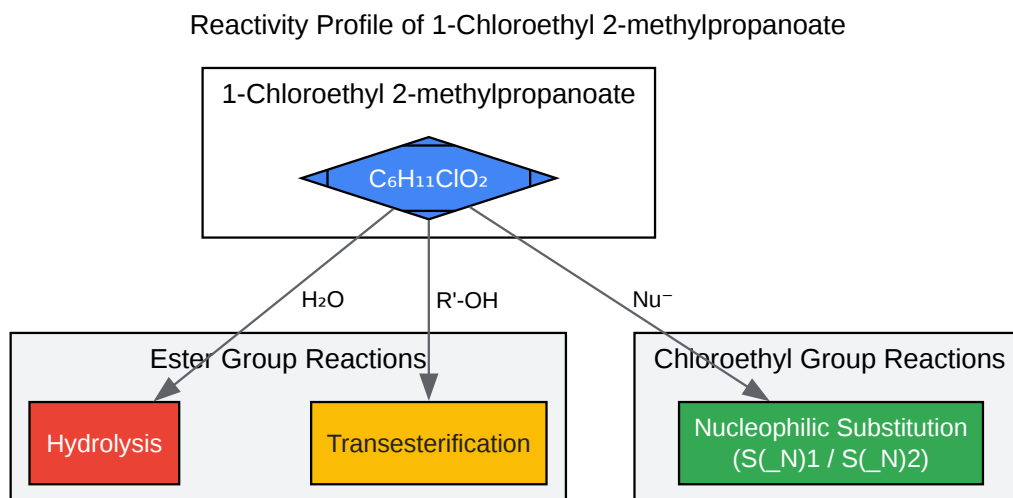 Reactivity Profile of 1-Chloroethyl 2-methylpropanoate
1-Chloroethyl 2-methylpropanoate
C₆H₁₁ClO₂
H₂O
R'-OH
Nu⁻
Ester Group Reactions
Chloroethyl Group Reactions
Hydrolysis
Transesterification
Nucleophilic Substitution
(S(_N)1 / S(_N)2)